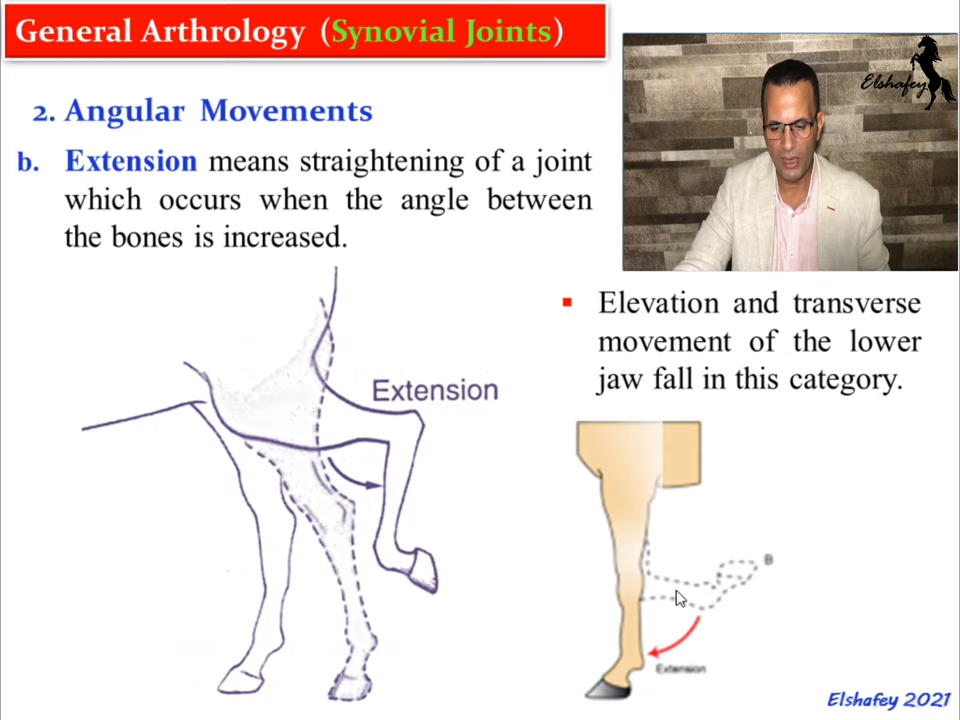 General Arthrology (Synovial Joints)
Elshafey
2. Angular Movements
b. Extension means straightening of a joint
which occurs when the angle between
the bones is increased.
▪ Elevation and transverse
movement of the lower
jaw fall in this category.
Extension
B
Extension
Elshafey 2021